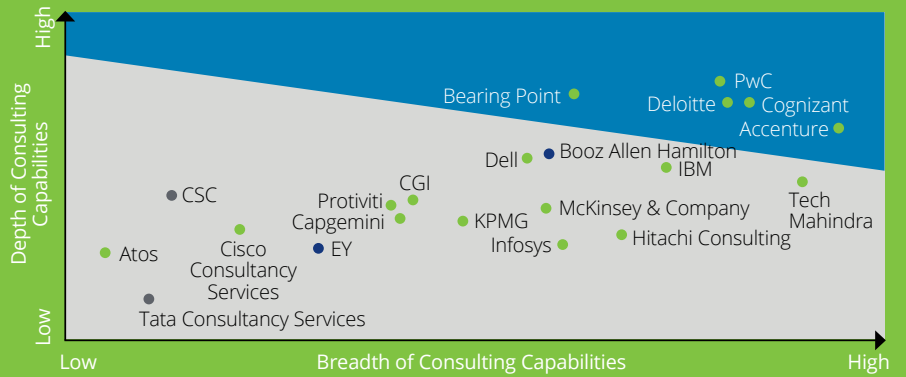 High
Depth of Consulting
Capabilities
Low
PwC
Bearing Point
Deloitte
Cognizant
Accenture
Booz Allen Hamilton
Dell
IBM
CGI
CSC
Protiviti
Capgemini
KPMG
McKinsey & Company
Tech
Mahindra
Infosys
Hitachi Consulting
EY
Atos
Cisco
Consultancy
Services
Tata Consultancy Services
Low
Breadth of Consulting Capabilities
High